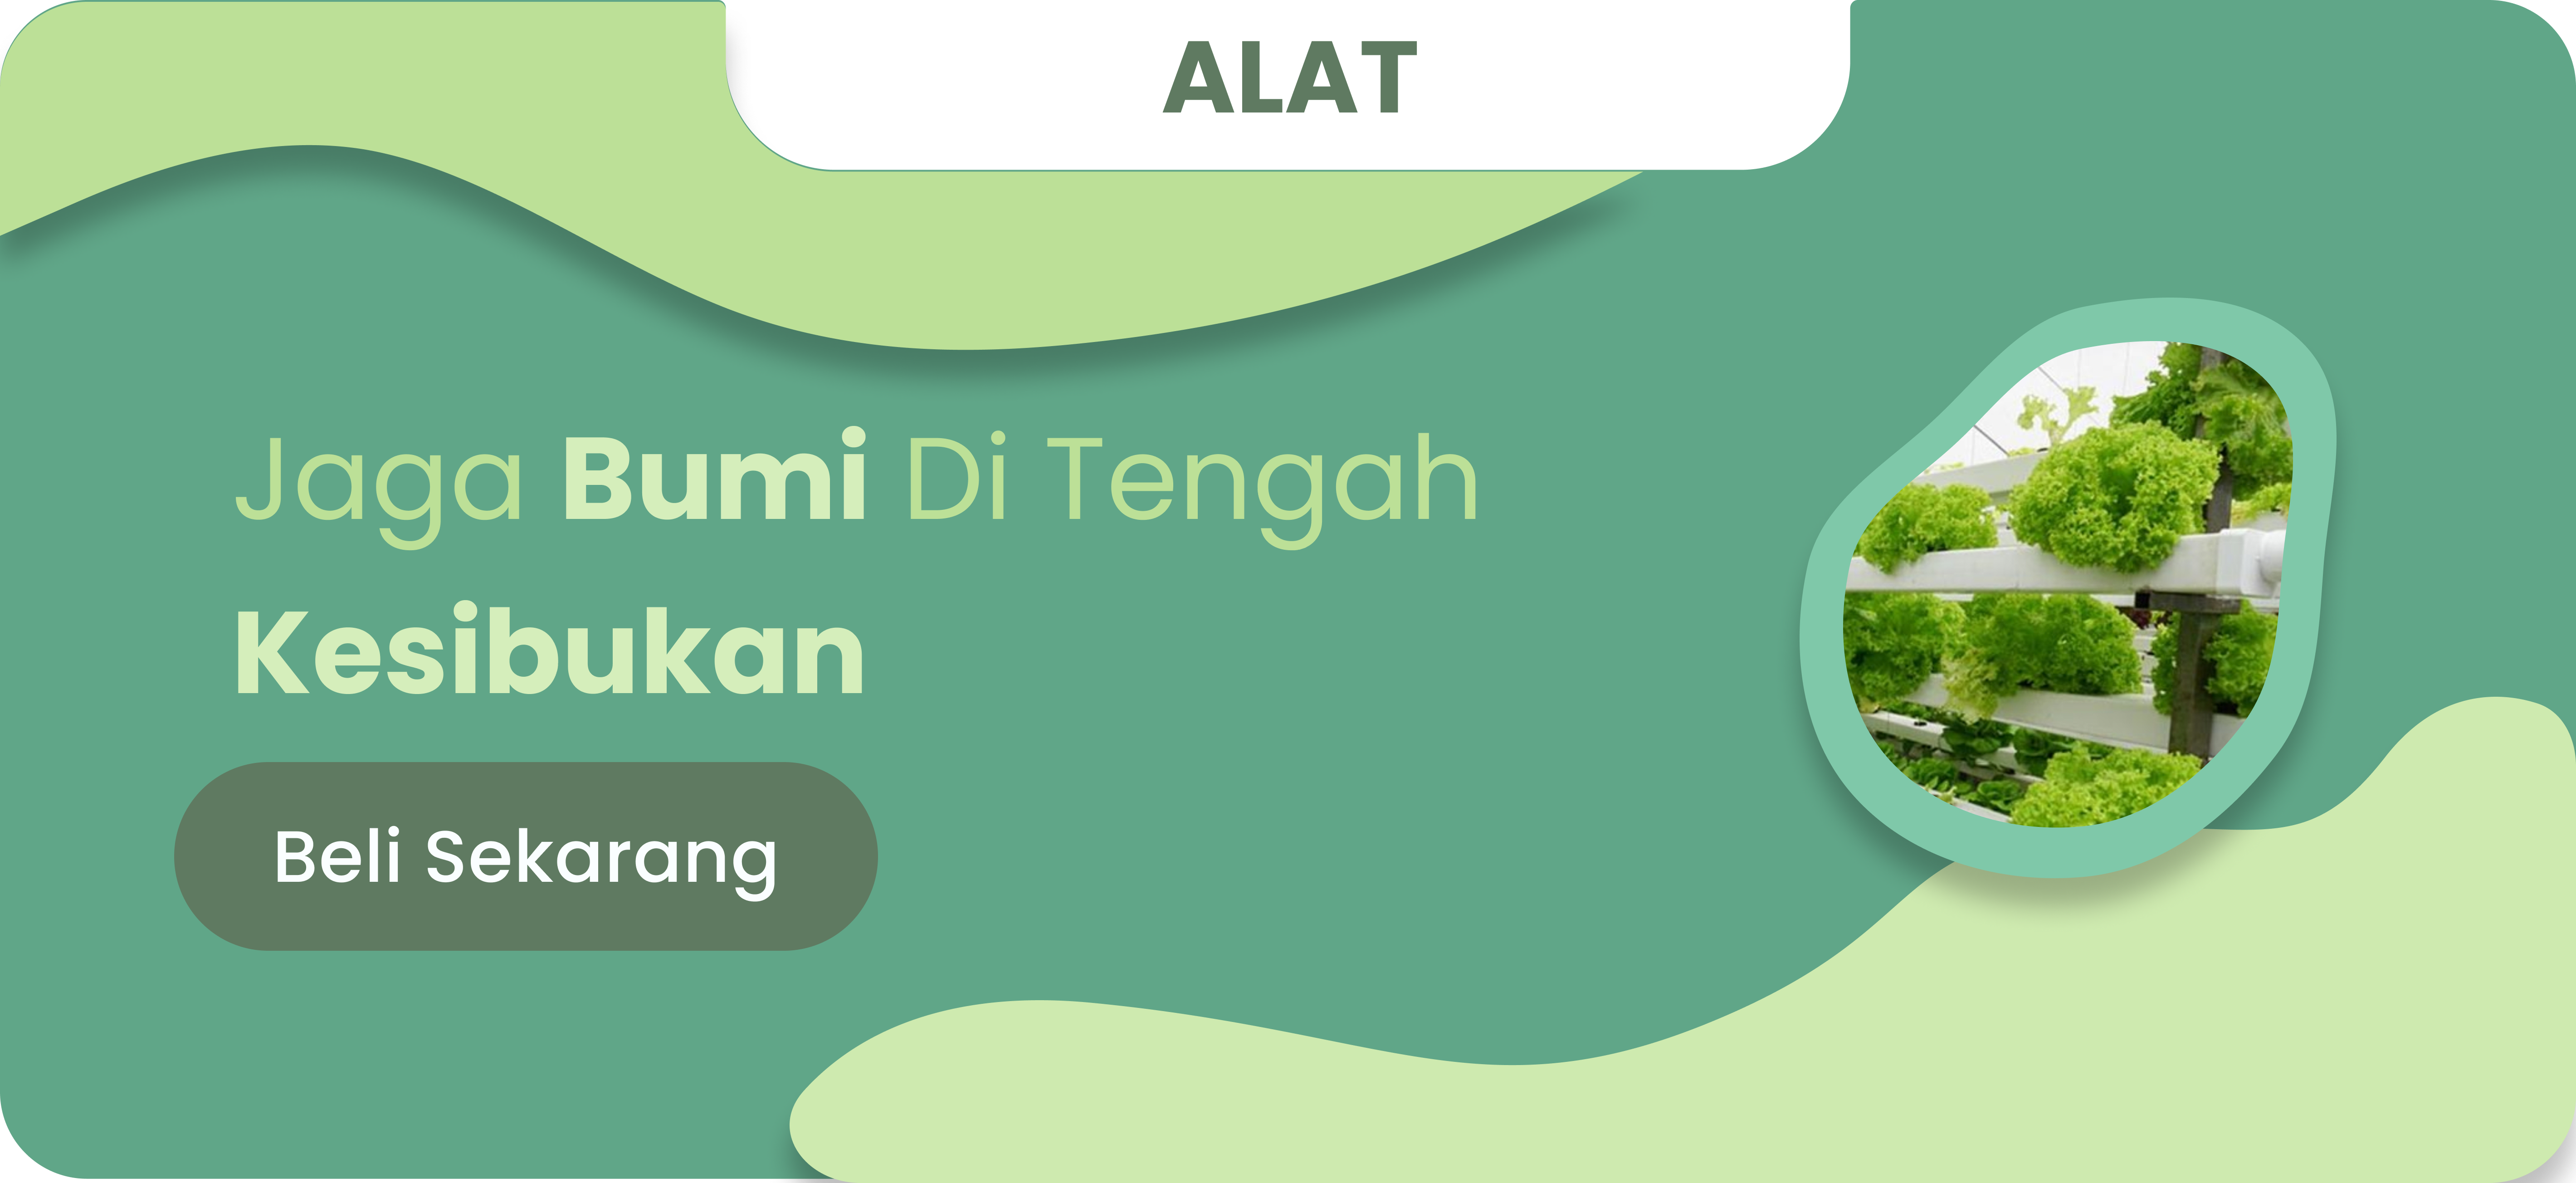 ALAT
Jaga Bumi Di Tengah
Kesibukan
Beli Sekarang